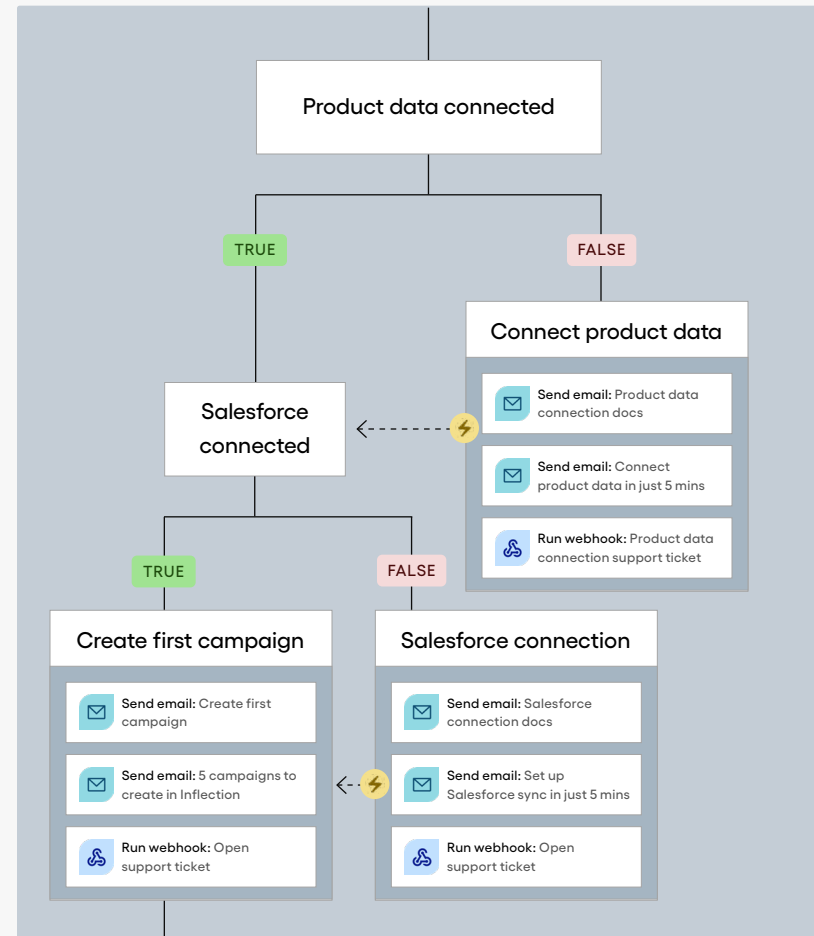 Product data connected
TRUE
FALSE
Connect product data
Send email: Product data
connection docs
Send email: Connect
product data in just 5 mins
Run webhook: Product data
connection support ticket
Salesforce
connected
TRUE
FALSE
Create first campaign
Send email: Create first
campaign
Send email: 5 campaigns to
create in Inflection
Run webhook: Open
support ticket
Salesforce connection
Send email: Salesforce
connection docs
Send email: Set up
Salesforce sync in just 5 mins
Run webhook: Open
support ticket